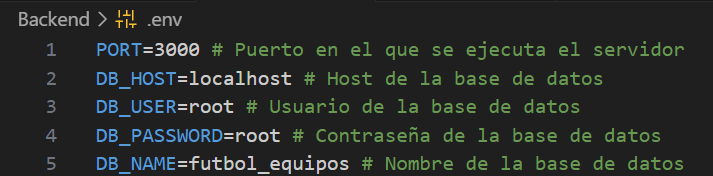 Backend > .env
1 PORT=3000 # Puerto en el que se ejecuta el servidor
2 DB_HOST=localhost # Host de la base de datos
3 DB_USER=root # Usuario de la base de datos
4 DB_PASSWORD=root # Contraseña de la base de datos
5 DB_NAME=futbol_equipos # Nombre de la base de datos